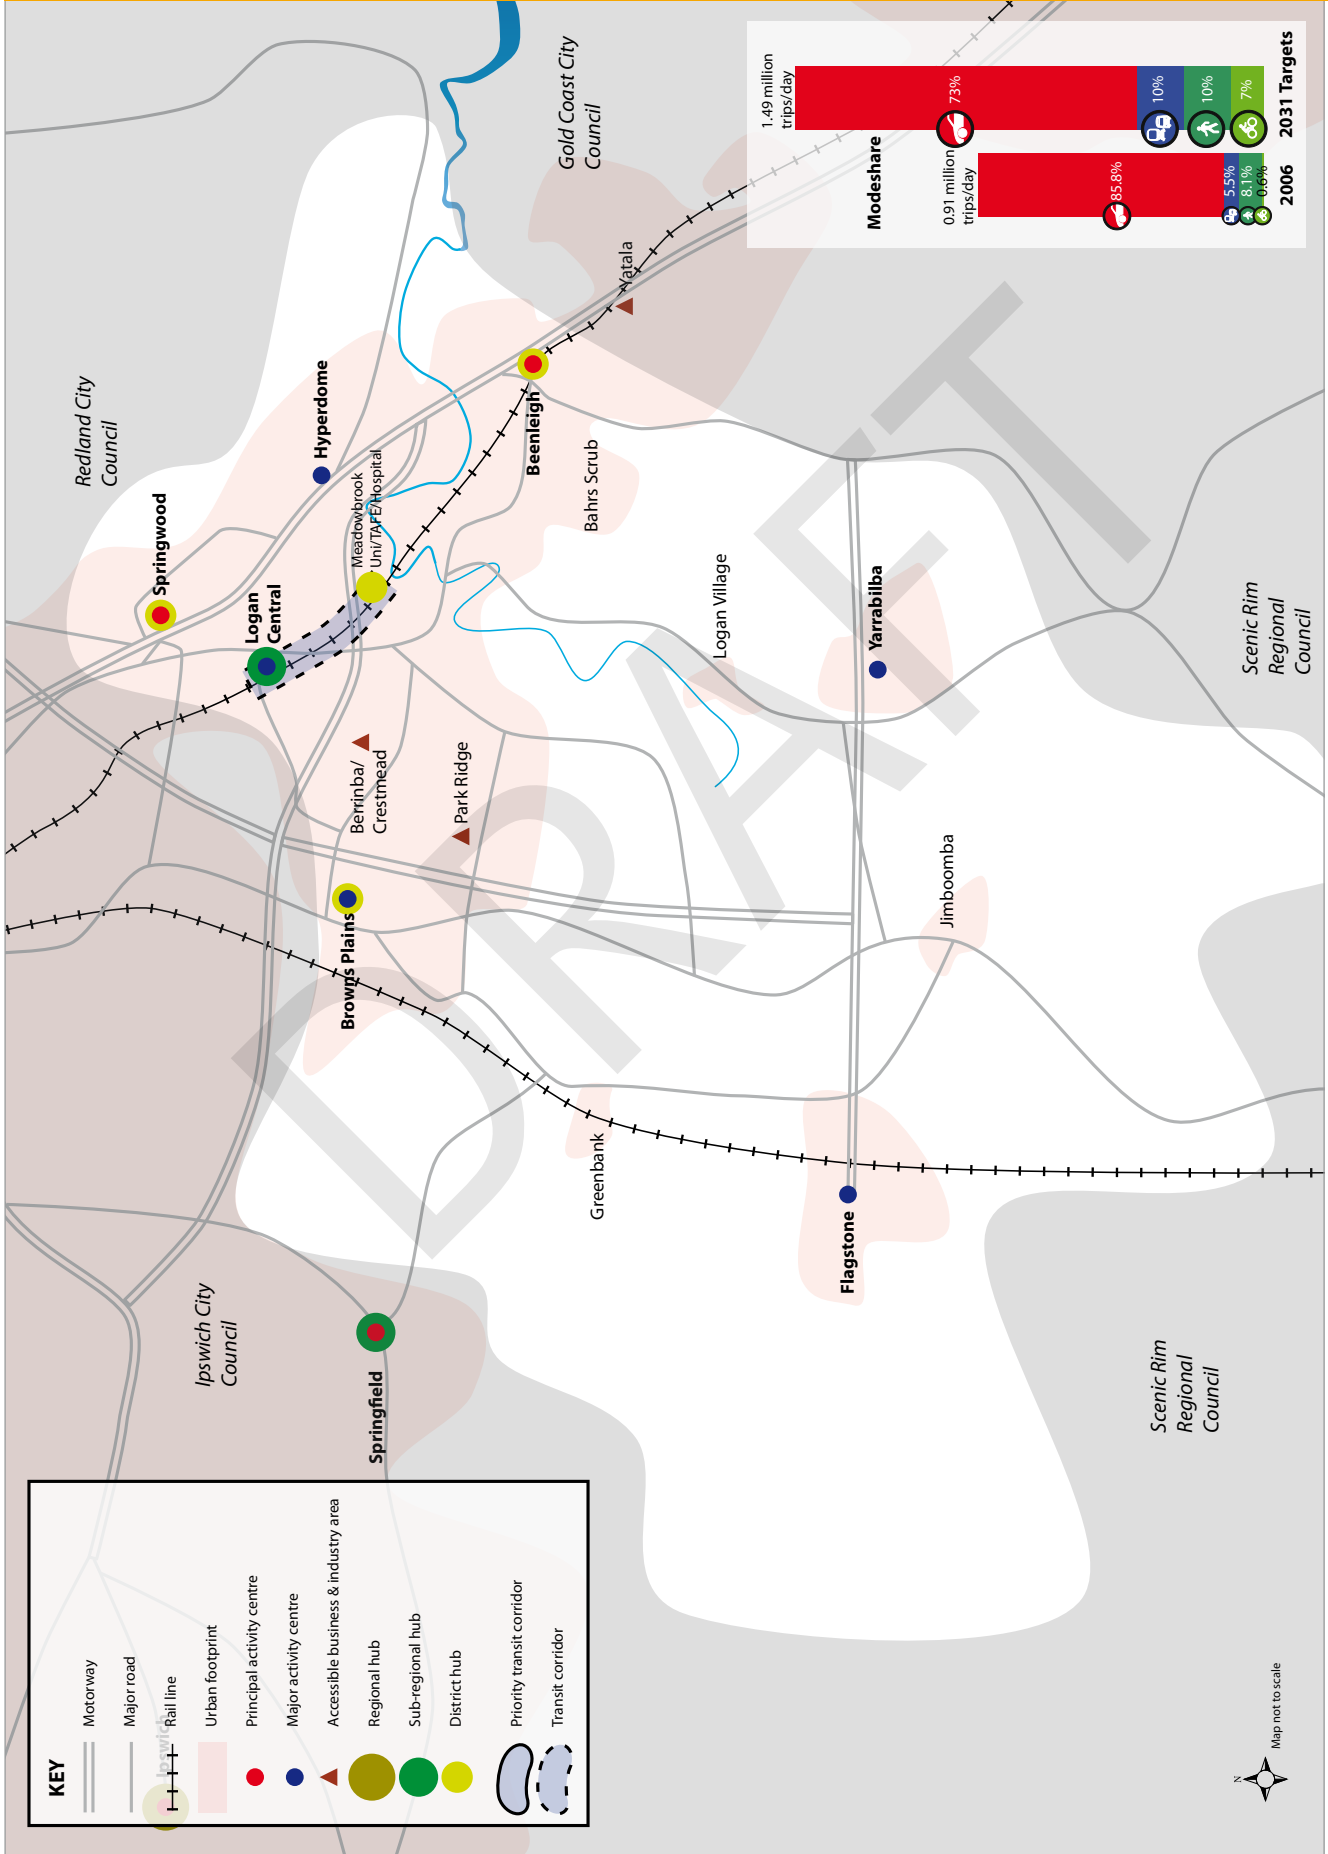 KEY
Motorway
Major road
Rail line
Urban footprint
Principal activity centre
Major activity centre
Accessible business & industry area
Regional hub
Sub-regional hub
District hub
Priority transit corridor
Transit corridor
Ipswich
N
Map not to scale
Ipswich City
Council
Springfield
Flagstone
Greenbank
Browns Plains
Berrinba/
Crestmead
Park Ridge
Jimboomba
Springwood
Logan
Central
Meadowbrook
Uni/TAFE/Hospital
Hyperdome
Beenleigh
Bahrs Scrub
Logan Village
Yarrabilba
Yatala
Redland City
Council
Gold Coast City
Council
Scenic Rim
Regional
Council
Scenic Rim
Regional
Council
DRAFT
Modeshare
0.91 million
trips/day
85.8%
5.5%
8.1%
0.6%
2006
1.49 million
trips/day
73%
10%
10%
7%
2031 Targets